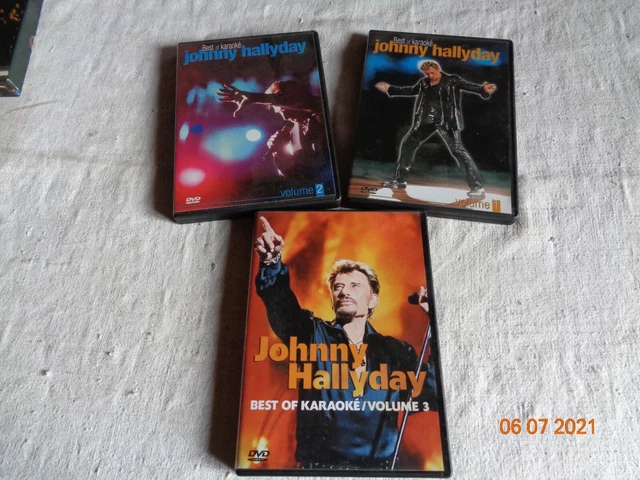 Best of karaoké
johnny hallyday
volume 2
DVD
Best of karaoké
johnny hallyday
DVD
volume 1
Johnny
Hallyday
BEST OF KARAOKÉ/VOLUME 3
DVD
06 07 2021